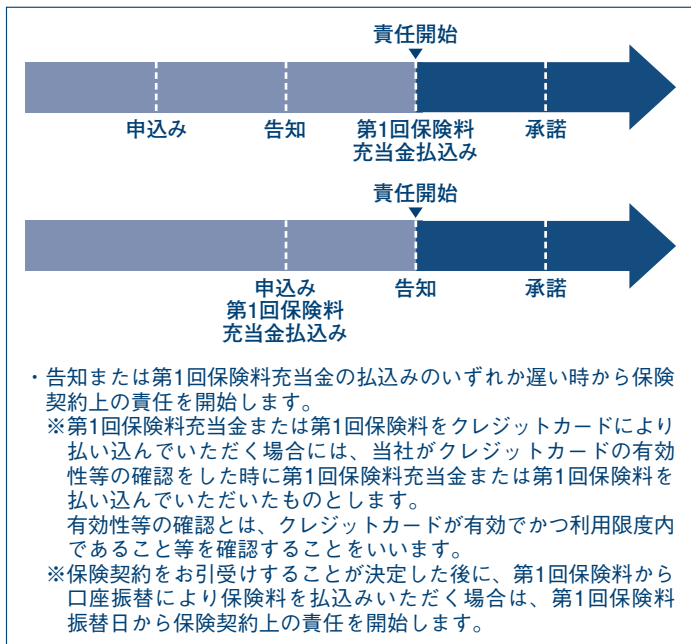 責任開始
申込み 告知 第1回保険料 承諾
充当金払込み
責任開始
申込み 告知 承諾
第1回保険料
充当金払込み
・告知または第1回保険料充当金の払込みのいずれか遅い時から保険
契約上の責任を開始します。
※第1回保険料充当金または第1回保険料をクレジットカードにより
払い込んでいただく場合には、当社がクレジットカードの有効
性等の確認をした時に第1回保険料充当金または第1回保険料を
払い込んでいただいたものとします。
有効性等の確認とは、クレジットカードが有効でかつ利用限度内
であること等を確認することをいいます。
※保険契約をお引受けすることが決定した後に、第1回保険料から
口座振替により保険料を払込みいただく場合は、第1回保険料
振替日から保険契約上の責任を開始します。